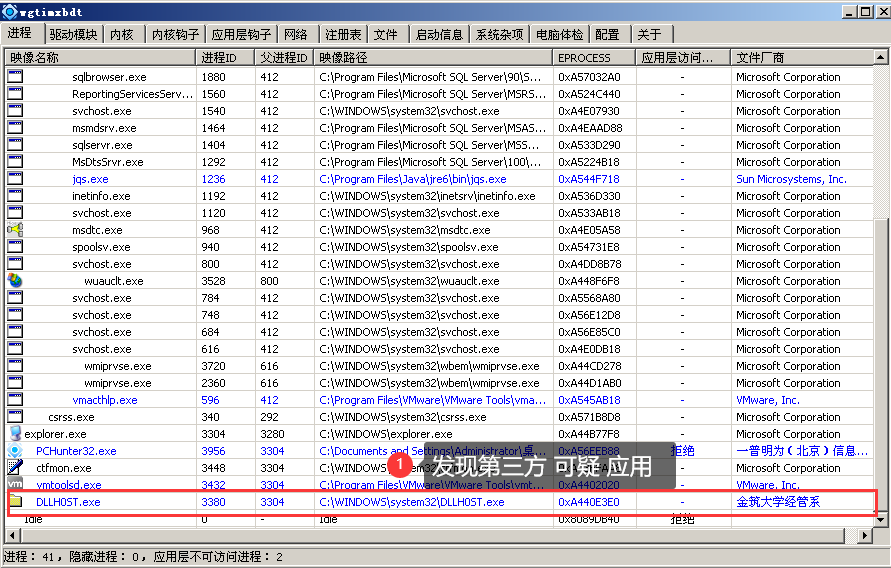 wgtimxbdt
进程 驱动模块 内核 内核钩子 应用层钩子 网络 注册表 文件 启动信息 系统杂项 电脑体检 配置 关于
映像名称 进程ID 父进程ID 映像路径 EPROCESS 应用层访问... 文件厂商
sqlbrowser.exe 1880 412 C:\Program Files\Microsoft SQL Server\90\S... 0xA57032A0 - Microsoft Corporation
ReportingServicesServ... 1560 412 C:\Program Files\Microsoft SQL Server\MSRS... 0xA524C440 - Microsoft Corporation
svchost.exe 1540 412 C:\WINDOWS\system32\svchost.exe 0xA4E07930 - Microsoft Corporation
msmdsrv.exe 1464 412 C:\Program Files\Microsoft SQL Server\MSAS... 0xA4EAAD88 - Microsoft Corporation
sqlservr.exe 1404 412 C:\Program Files\Microsoft SQL Server\MSS... 0xA533D290 - Microsoft Corporation
MsDtsSrvr.exe 1292 412 C:\Program Files\Microsoft SQL Server\100\... 0xA5224B18 - Microsoft Corporation
jqs.exe 1236 412 C:\Program Files\Java\jre6\bin\jqs.exe 0xA544F718 - Sun Microsystems, Inc.
inetinfo.exe 1192 412 C:\WINDOWS\system32\inetsrv\inetinfo.exe 0xA536D330 - Microsoft Corporation
svchost.exe 1120 412 C:\WINDOWS\system32\svchost.exe 0xA533AB18 - Microsoft Corporation
msdtc.exe 968 412 C:\WINDOWS\system32\msdtc.exe 0xA4E05A58 - Microsoft Corporation
spoolsv.exe 940 412 C:\WINDOWS\system32\spoolsv.exe 0xA54731E8 - Microsoft Corporation
svchost.exe 800 412 C:\WINDOWS\system32\svchost.exe 0xA4DD8B78 - Microsoft Corporation
wuauclt.exe 3528 800 C:\WINDOWS\system32\wuauclt.exe 0xA448F6F8 - Microsoft Corporation
svchost.exe 784 412 C:\WINDOWS\system32\svchost.exe 0xA5568A80 - Microsoft Corporation
svchost.exe 748 412 C:\WINDOWS\system32\svchost.exe 0xA56E12D8 - Microsoft Corporation
svchost.exe 684 412 C:\WINDOWS\system32\svchost.exe 0xA56E85C0 - Microsoft Corporation
svchost.exe 616 412 C:\WINDOWS\system32\svchost.exe 0xA4E0DB18 - Microsoft Corporation
wmiprvse.exe 3720 616 C:\WINDOWS\system32\wbem\wmiprvse.exe 0xA44CD278 - Microsoft Corporation
wmiprvse.exe 2360 616 C:\WINDOWS\system32\wbem\wmiprvse.exe 0xA44D1AB0 - Microsoft Corporation
vmacthlp.exe 596 412 C:\Program Files\VMware\VMware Tools\vma... 0xA545AB18 - VMware, Inc.
csrss.exe 340 292 C:\WINDOWS\system32\csrss.exe 0xA571B8D8 - Microsoft Corporation
explorer.exe 3304 3280 C:\WINDOWS\explorer.exe 0xA44B77F8 - Microsoft Corporation
PCHunter32.exe 3956 3304 C:\Documents and Settings\Administrator\桌... 0xA56EEB88 拒绝 一普明为(北京)信息...
ctfmon.exe 3448 3304 C:\WINDOWS - Microsoft Corporation
1 发现第三方 可疑 应用
vmtoolsd.exe 3432 3304 C:\Program Files\VMware\VMware Tools\vmt... 0xA4402020 - VMware, Inc.
DLLH0ST.exe 3380 3304 C:\WINDOWS\system32\DLLH0ST.exe 0xA440E3E0 - 金筑大学经管系
Idle 0 - Idle 0x8089DB40 拒绝
进程: 41, 隐藏进程: 0, 应用层不可访问进程: 2